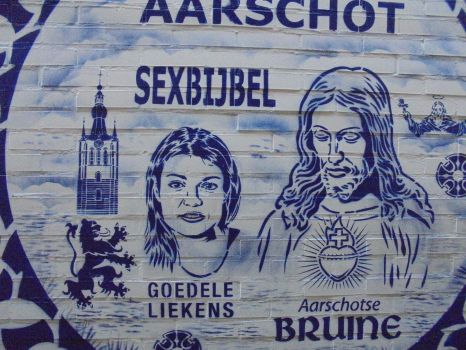 AARSCHOT
SEXBIJBEL
GOEDELE
LIEKENS
Aarschotse
BRUINE